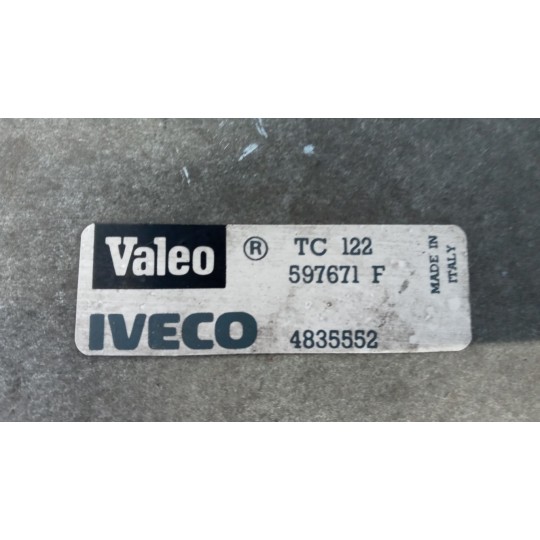 Valeo ® TC 122
597671 F
IVECO 4835552
MADE IN
ITALY